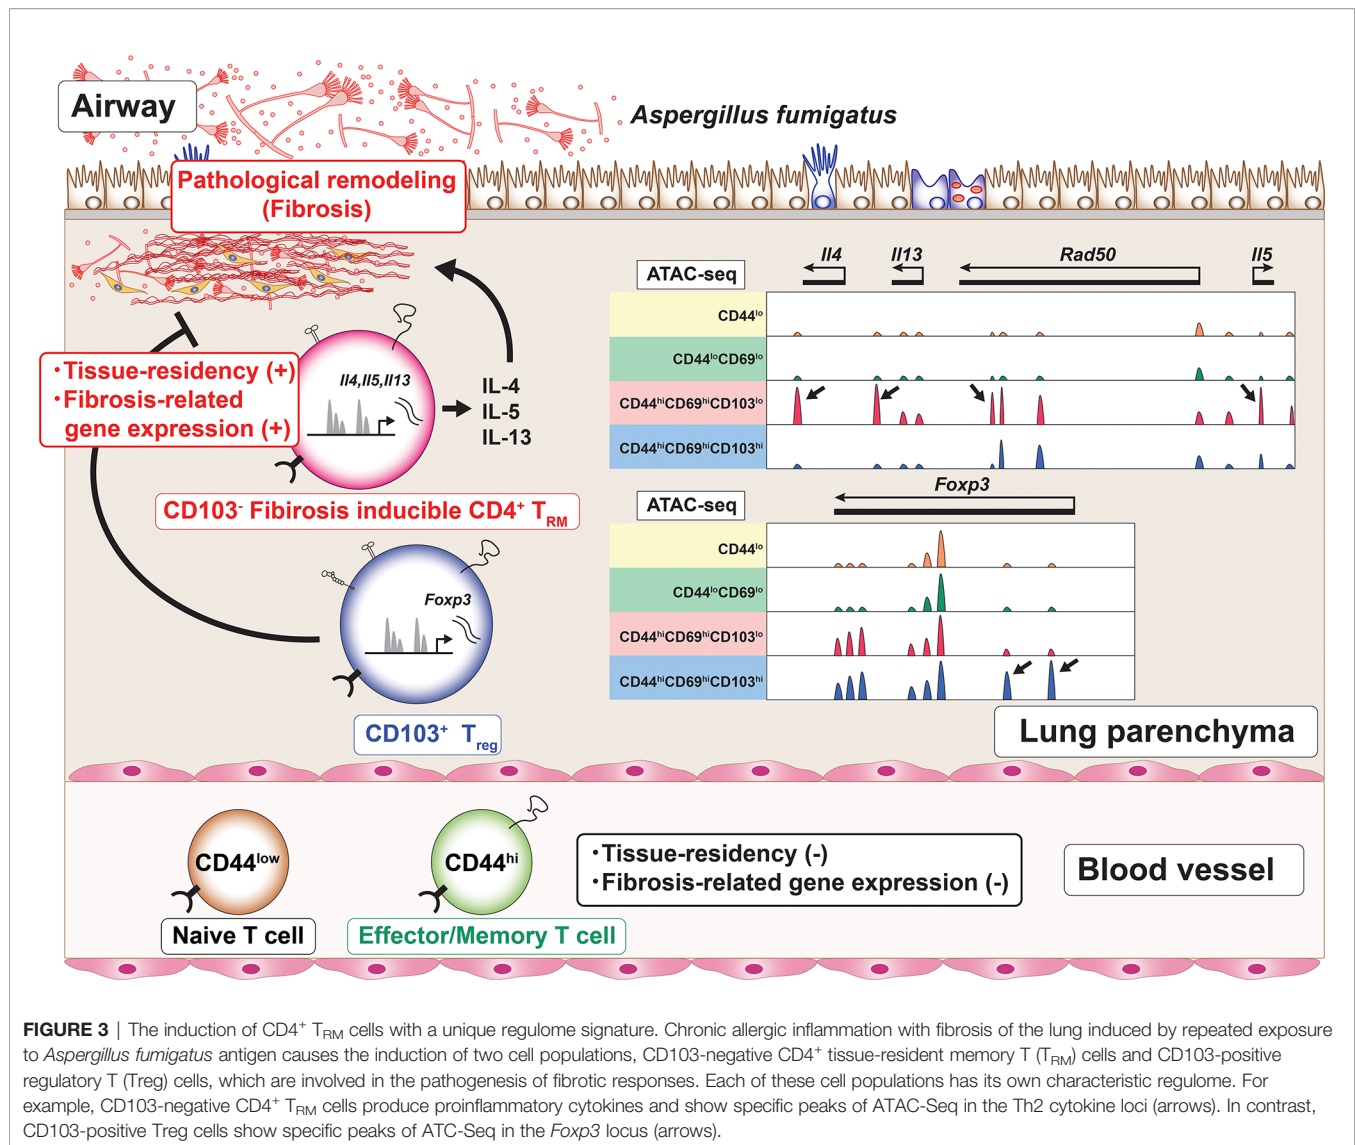 Airway
Aspergillus fumigatus
Pathological remodeling
(Fibrosis)
·Tissue-residency (+)
·Fibrosis-related
gene expression (+)
Il4,Il5,Il13
IL-4
IL-5
IL-13
CD103- Fibirosis inducible CD4+ TRM
Foxp3
CD103+ Treg
ATAC-seq
Il4
Il13
Rad50
Il5
CD44lo
CD44loCD69lo
CD44hiCD69hiCD103lo
CD44hiCD69hiCD103hi
ATAC-seq
Foxp3
CD44lo
CD44loCD69lo
CD44hiCD69hiCD103lo
CD44hiCD69hiCD103hi
Lung parenchyma
CD44low
Naive T cell
CD44hi
Effector/Memory T cell
·Tissue-residency (-)
·Fibrosis-related gene expression (-)
Blood vessel
FIGURE 3 | The induction of CD4+ TRM cells with a unique regulome signature. Chronic allergic inflammation with fibrosis of the lung induced by repeated exposure
to Aspergillus fumigatus antigen causes the induction of two cell populations, CD103-negative CD4+ tissue-resident memory T (TRM) cells and CD103-positive
regulatory T (Treg) cells, which are involved in the pathogenesis of fibrotic responses. Each of these cell populations has its own characteristic regulome. For
example, CD103-negative CD4+ TRM cells produce proinflammatory cytokines and show specific peaks of ATAC-Seq in the Th2 cytokine loci (arrows). In contrast,
CD103-positive Treg cells show specific peaks of ATC-Seq in the Foxp3 locus (arrows).